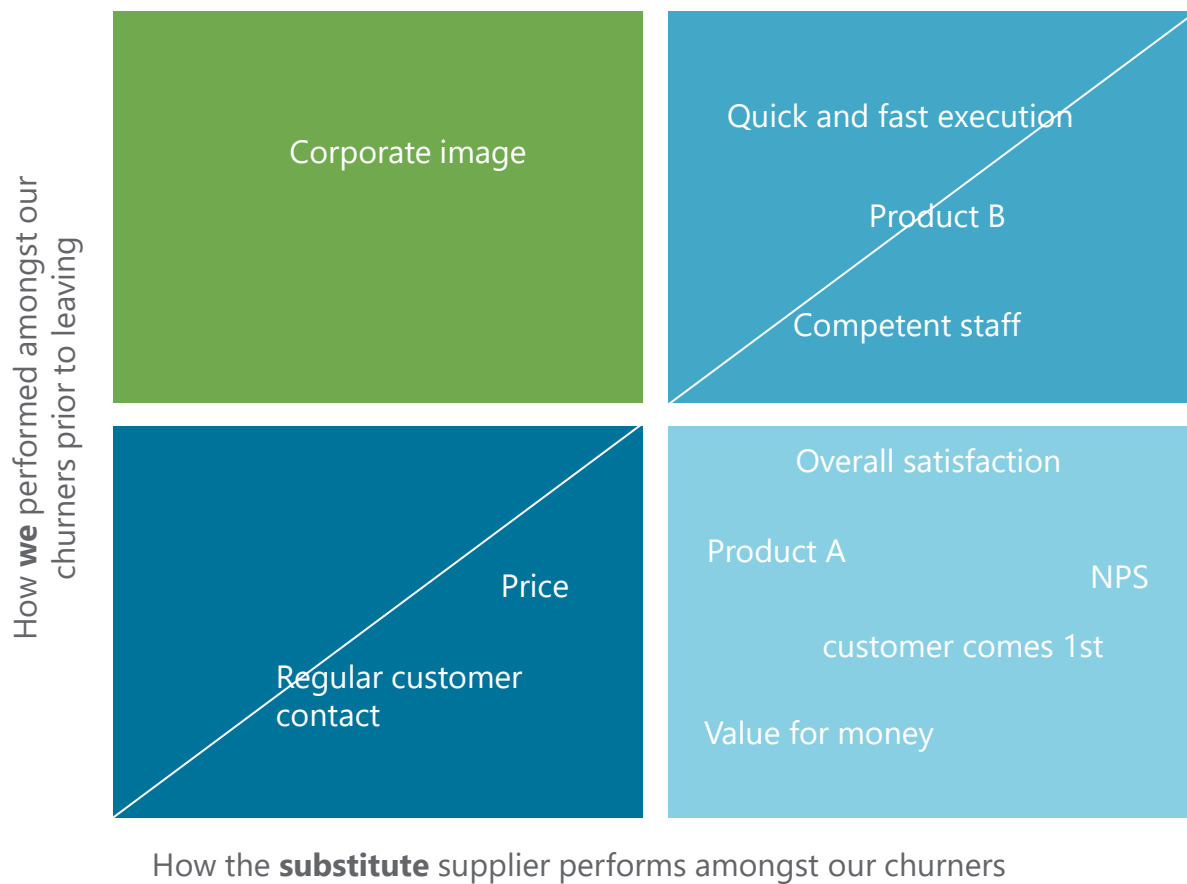 How we performed amongst our
churners prior to leaving
Corporate image
Quick and fast execution
Product B
Competent staff
Price
Regular customer
contact
Overall satisfaction
Product A
NPS
customer comes 1st
Value for money
How the substitute supplier performs amongst our churners